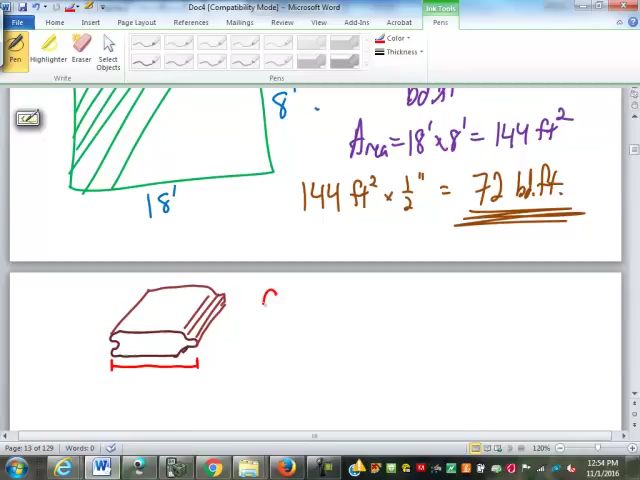 Doc4 [Compatibility Mode] - Microsoft Word
Ink Tools
File Home Insert Page Layout References Mailings Review View Add-Ins Acrobat Pens
Pen Highlighter Eraser Select Objects
Color
Thickness
Write Pens
8'
Area = 18' x 8' = 144 ft²
18'
144 ft² x 1/2" = 72 bd.ft.
Page: 13 of 129 Words: 0
120%
12:54 PM
11/1/2016